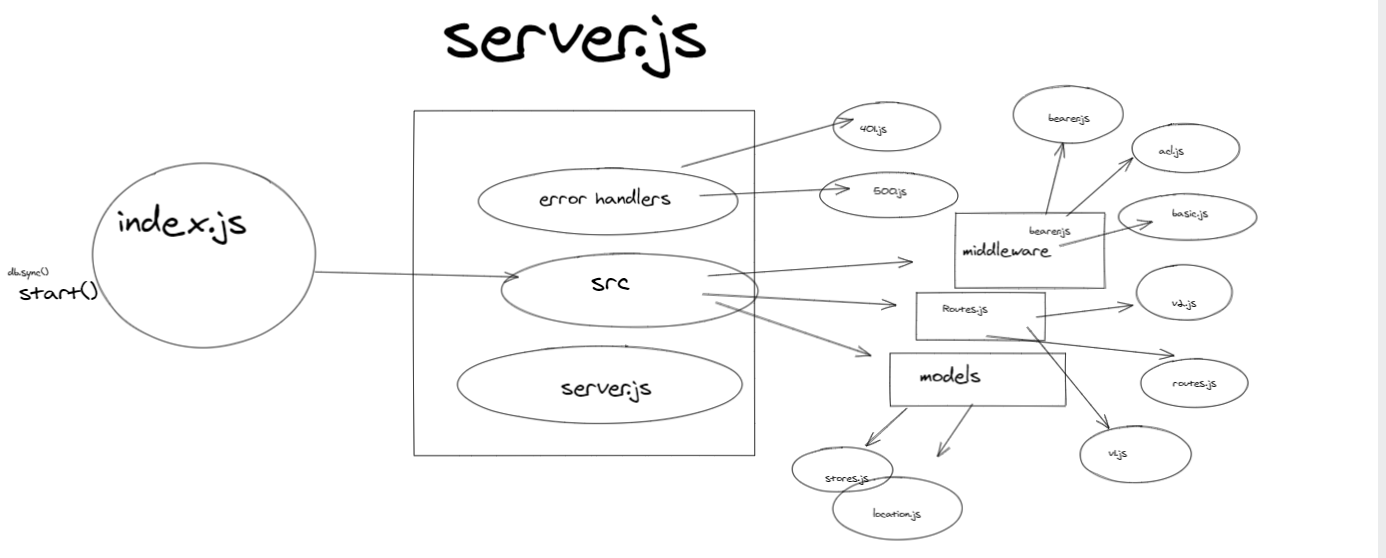 server.js
index.js
db.sync()
start()
error handlers
src
server.js
401.js
500.js
bearer.js
acl.js
basic.js
bearer.js
middleware
Routes.js
v2.js
routes.js
v1.js
models
stores.js
location.js